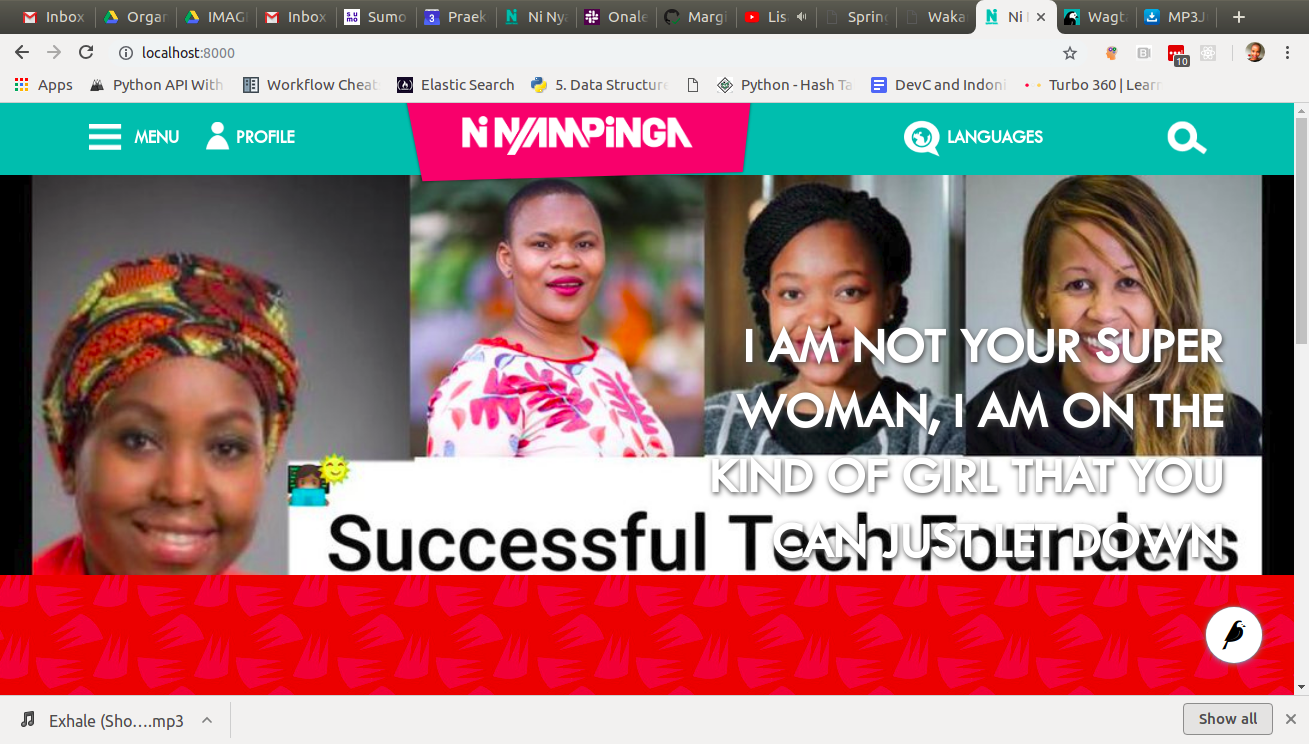 Inbox
Organ
IMAG
Inbox
Sumo
Praek
Ni Nya
Onale
Margi
Lis
Spring
Waka
Ni
Wagt
MP3J
localhost:8000
10
Apps
Python API With
Workflow Cheat
Elastic Search
5. Data Structure
Python - Hash Ta
DevC and Indoni
Turbo 360 | Learn
MENU
PROFILE
Ni NYAMPiNGA
LANGUAGES
I AM NOT YOUR SUPER
WOMAN, I AM ON THE
KIND OF GIRL THAT YOU
CAN JUST LET DOWN
Successful Tech Founders
Exhale (Sho....mp3
Show all